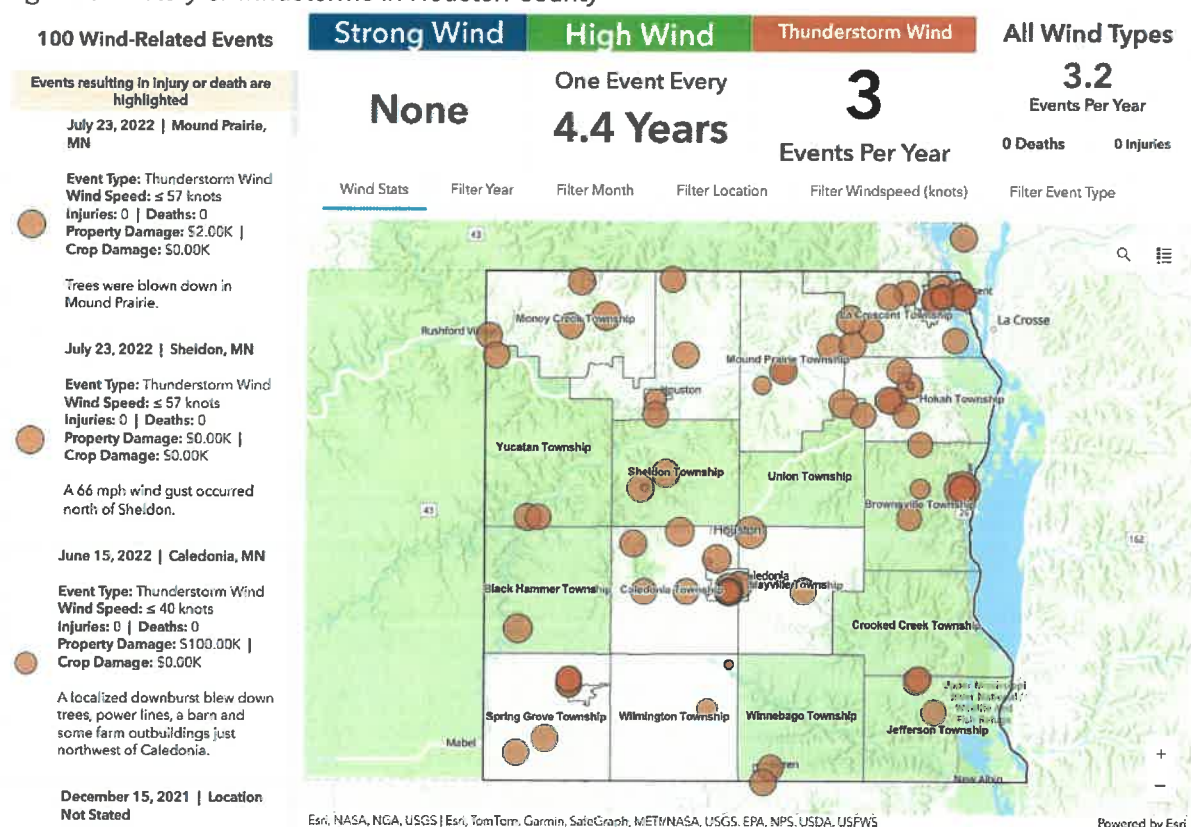 100 Wind-Related Events
Events resulting in injury or death are
highlighted
July 23, 2022 | Mound Prairie,
MN
Event Type: Thunderstorm Wind
Wind Speed: ≤ 57 knots
Injuries: 0 | Deaths: 0
Property Damage: $2.00K |
Crop Damage: $0.00K
Trees were blown down in
Mound Prairie.
July 23, 2022 | Sheldon, MN
Event Type: Thunderstorm Wind
Wind Speed: ≤ 57 knots
Injuries: 0 | Deaths: 0
Property Damage: $0.00K |
Crop Damage: $0.00K
A 66 mph wind gust occurred
north of Sheldon.
June 15, 2022 | Caledonia, MN
Event Type: Thunderstorm Wind
Wind Speed: ≤ 40 knots
Injuries: 0 | Deaths: 0
Property Damage: $100.00K |
Crop Damage: $0.00K
A localized downburst blew down
trees, power lines, a barn and
some farm outbuildings just
northwest of Caledonia.
December 15, 2021 | Location
Not Stated
Strong Wind
None
High Wind
One Event Every
4.4 Years
Thunderstorm Wind
3
Events Per Year
All Wind Types
3.2
Events Per Year
0 Deaths 0 Injuries
Wind Stats Filter Year Filter Month Filter Location Filter Windspeed (knots) Filter Event Type
43
Money Creek Township
La Crescent Township
La Crosse
Rushford
Mound Prairie Township
Houston
Hokah Township
Yucatan Township
Sheldon Township
Union Township
Brownsville Township
26
43
Houston
162
Caledonia
Black Hammer Township
Caledonia Township
Mayville Township
Crooked Creek Township
Upper Mississippi
River National
Wildlife And
Fish Refuge
Spring Grove Township
Wilmington Township
Winnebago Township
Jefferson Township
Mabel
New Albin
+
−
Esri, NASA, NGA, USGS | Esri, TomTom, Garmin, SafeGraph, METI/NASA, USGS, EPA, NPS, USDA, USFWS
Powered by Esri